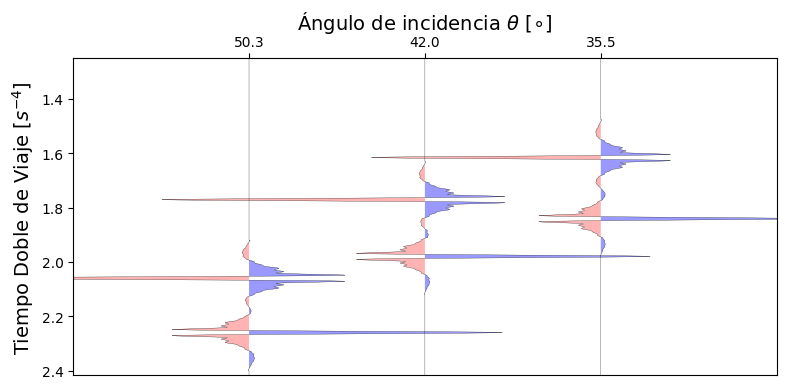 Ángulo de incidencia θ [∘]
50.3 42.0 35.5
Tiempo Doble de Viaje [s⁻⁴]
1.4
1.6
1.8
2.0
2.2
2.4